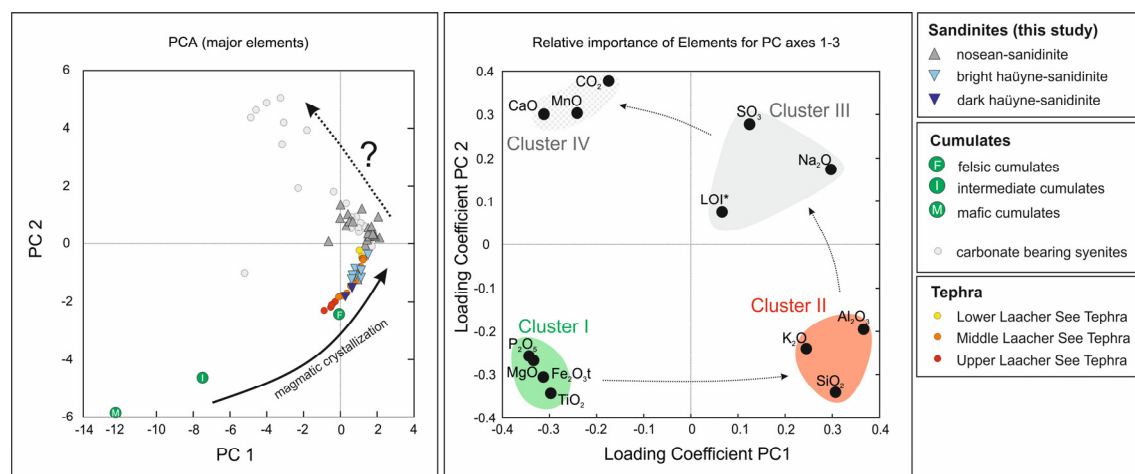 PCA (major elements)
6
4
2
0
-2
-4
-6
PC 2
-14
-12
-10
-8
-6
-4
-2
0
2
4
PC 1
?
magmatic crystallization
F
I
M
Relative importance of Elements for PC axes 1-3
0.4
0.3
0.2
0.1
0
-0.1
-0.2
-0.3
-0.4
Loading Coefficient PC 2
-0.4
-0.3
-0.2
-0.1
0
0.1
0.2
0.3
0.4
Loading Coefficient PC1
CO₂
CaO
MnO
Cluster IV
SO₃
Cluster III
Na₂O
LOI*
Cluster I
P₂O₅
MgO
Fe₂O₃t
TiO₂
Cluster II
Al₂O₃
K₂O
SiO₂
Sandinites (this study)
nosean-sanidinite
bright haüyne-sanidinite
dark haüyne-sanidinite
Cumulates
F felsic cumulates
I intermediate cumulates
M mafic cumulates
carbonate bearing syenites
Tephra
Lower Laacher See Tephra
Middle Laacher See Tephra
Upper Laacher See Tephra